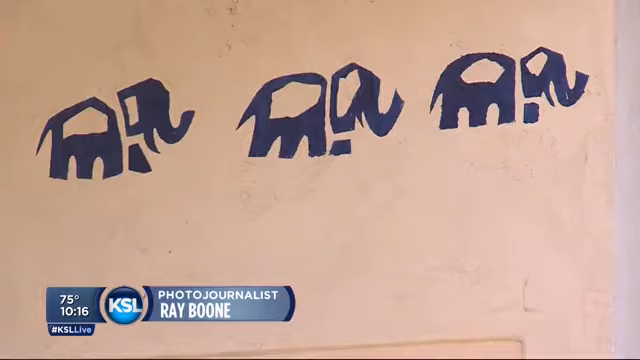 75°
10:16
#KSLLive
KSL
PHOTOJOURNALIST
RAY BOONE